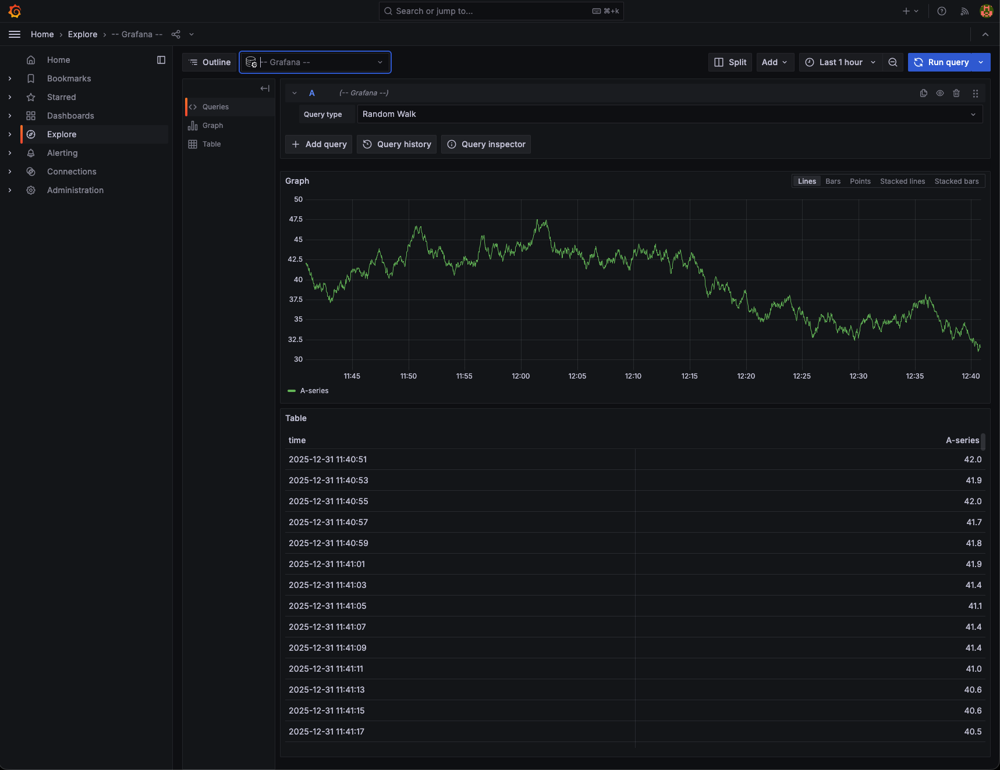 Search or jump to... ⌘+k
Home › Explore › -- Grafana --
Home
Bookmarks
Starred
Dashboards
Explore
Alerting
Connections
Administration
Outline
-- Grafana --
Split
Add
Last 1 hour
Run query
Queries
Graph
Table
A (-- Grafana --)
Query type Random Walk
+ Add query Query history Query inspector
Graph
Lines Bars Points Stacked lines Stacked bars
50
47.5
45
42.5
40
37.5
35
32.5
30
11:45 11:50 11:55 12:00 12:05 12:10 12:15 12:20 12:25 12:30 12:35 12:40
A-series
Table
time A-series
2025-12-31 11:40:51 42.0
2025-12-31 11:40:53 41.9
2025-12-31 11:40:55 42.0
2025-12-31 11:40:57 41.7
2025-12-31 11:40:59 41.8
2025-12-31 11:41:01 41.9
2025-12-31 11:41:03 41.4
2025-12-31 11:41:05 41.1
2025-12-31 11:41:07 41.4
2025-12-31 11:41:09 41.4
2025-12-31 11:41:11 41.0
2025-12-31 11:41:13 40.6
2025-12-31 11:41:15 40.6
2025-12-31 11:41:17 40.5